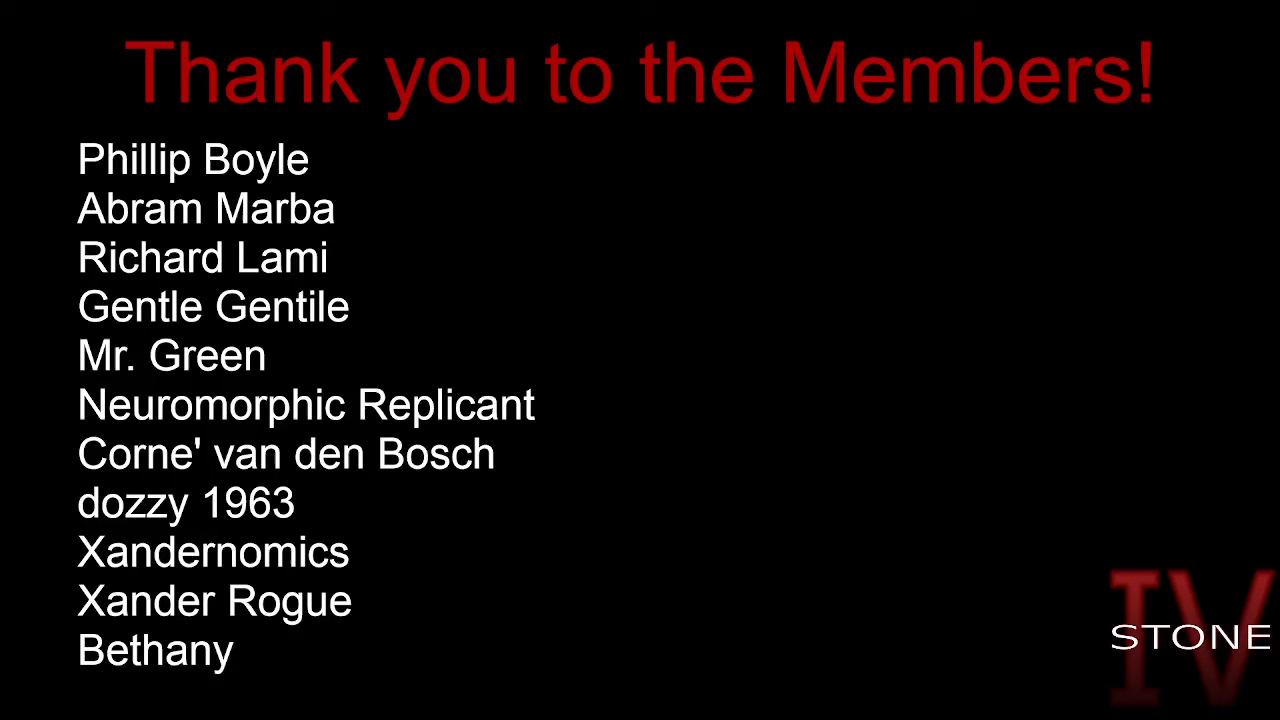 Thank you to the Members!
Phillip Boyle
Abram Marba
Richard Lami
Gentle Gentile
Mr. Green
Neuromorphic Replicant
Corne' van den Bosch
dozzy 1963
Xandernomics
Xander Rogue
Bethany
IV
STONE